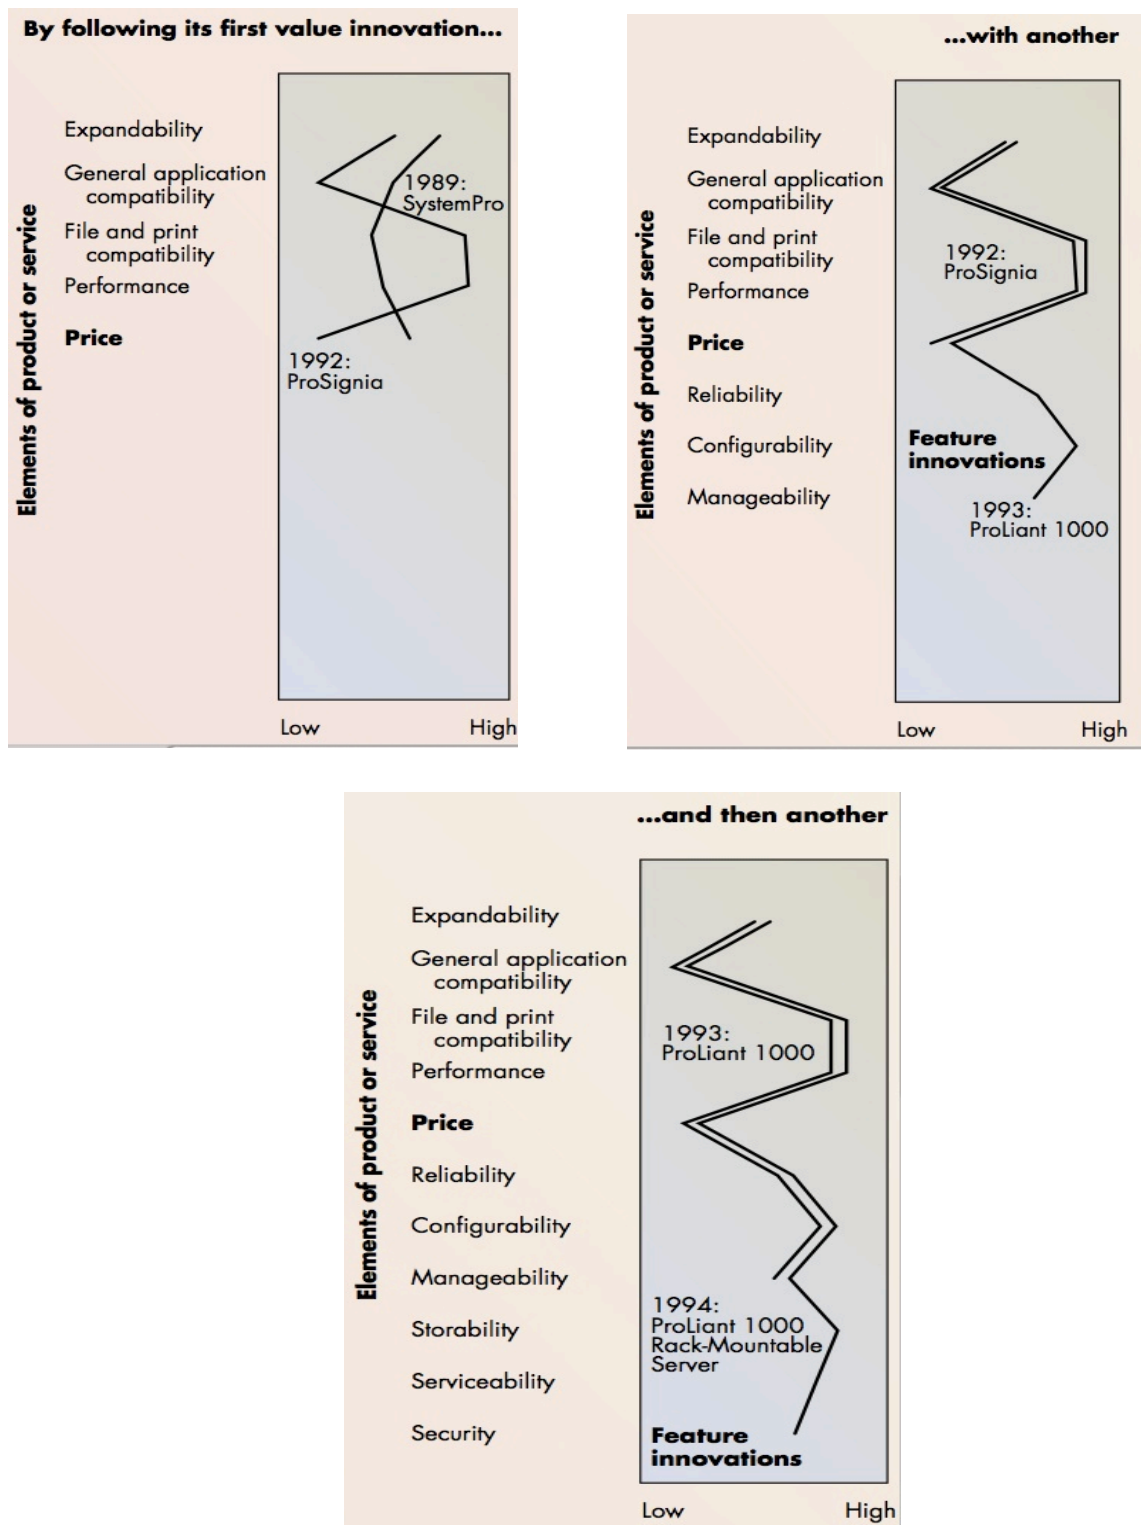 By following its first value innovation...
Elements of product or service
Expandability
General application
compatibility
File and print
compatibility
Performance
Price
1989:
SystemPro
1992:
ProSignia
Low
High
...with another
Elements of product or service
Expandability
General application
compatibility
File and print
compatibility
Performance
Price
Reliability
Configurability
Manageability
1992:
ProSignia
Feature
innovations
1993:
ProLiant 1000
Low
High
...and then another
Elements of product or service
Expandability
General application
compatibility
File and print
compatibility
Performance
Price
Reliability
Configurability
Manageability
Storability
Serviceability
Security
1993:
ProLiant 1000
1994:
ProLiant 1000
Rack-Mountable
Server
Feature
innovations
Low
High